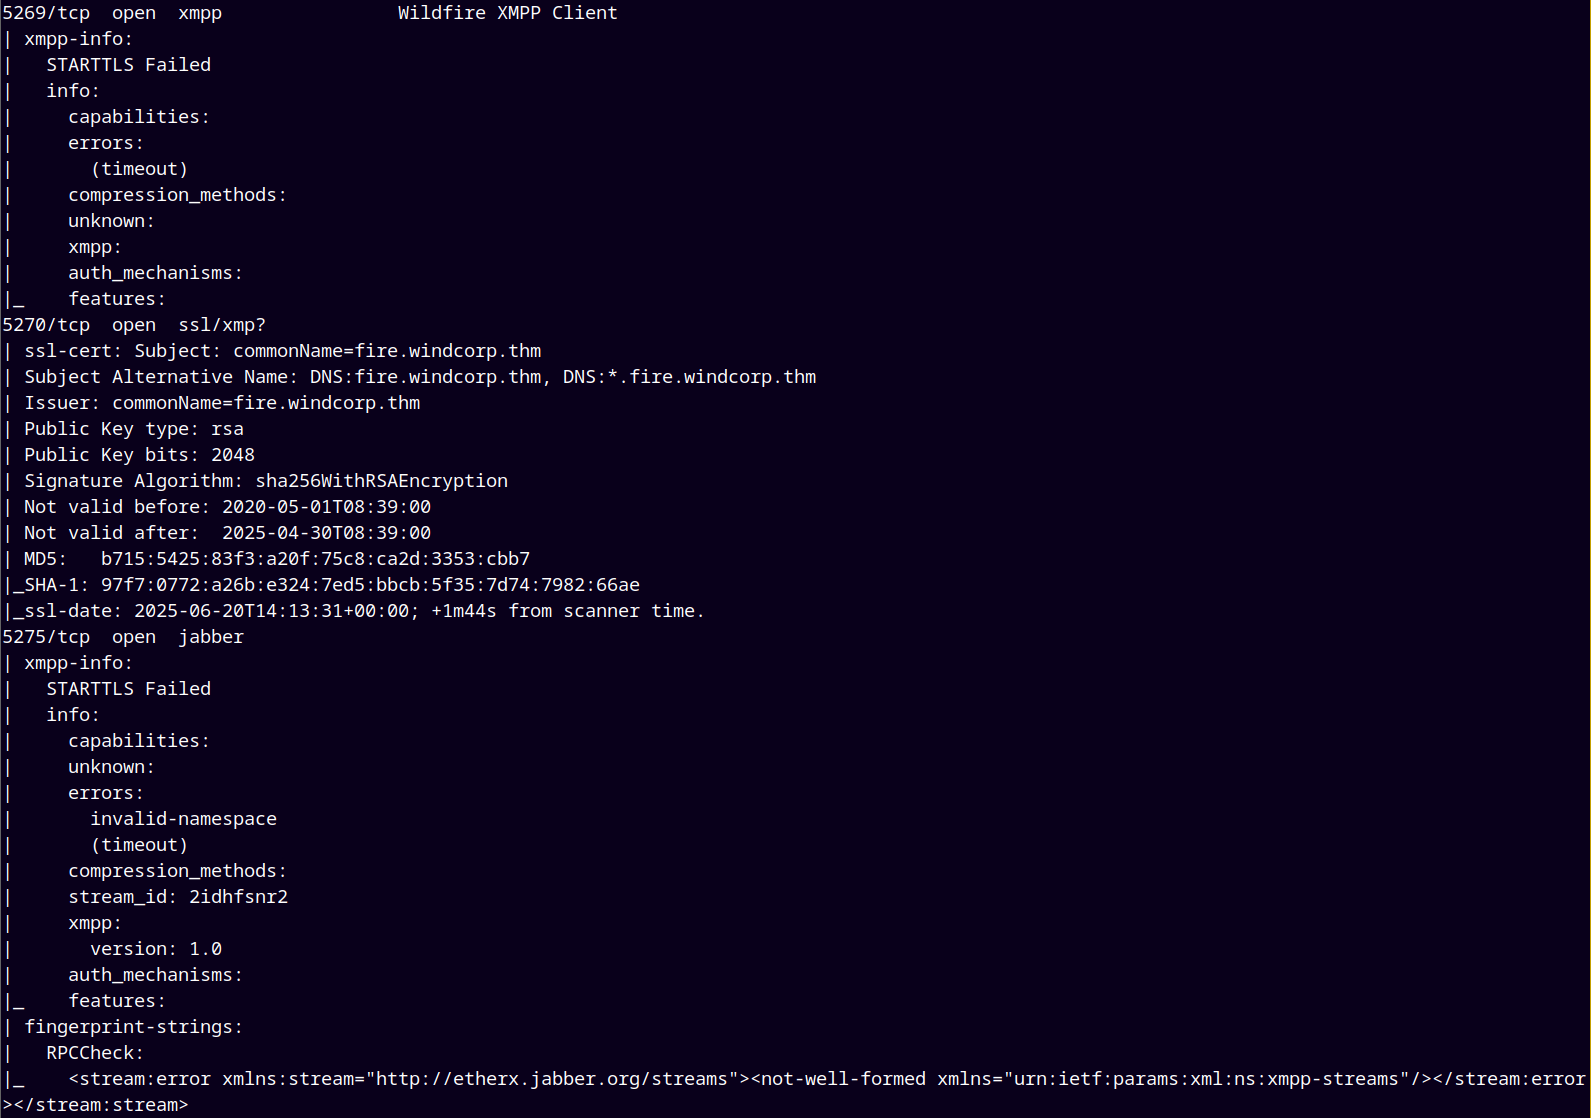 5269/tcp  open  xmpp                Wildfire XMPP Client
| xmpp-info:
|   STARTTLS Failed
|   info:
|     capabilities:
|     errors:
|       (timeout)
|     compression_methods:
|     unknown:
|     xmpp:
|     auth_mechanisms:
|_    features:
5270/tcp  open  ssl/xmp?
| ssl-cert: Subject: commonName=fire.windcorp.thm
| Subject Alternative Name: DNS:fire.windcorp.thm, DNS:*.fire.windcorp.thm
| Issuer: commonName=fire.windcorp.thm
| Public Key type: rsa
| Public Key bits: 2048
| Signature Algorithm: sha256WithRSAEncryption
| Not valid before: 2020-05-01T08:39:00
| Not valid after:  2025-04-30T08:39:00
| MD5:   b715:5425:83f3:a20f:75c8:ca2d:3353:cbb7
|_SHA-1: 97f7:0772:a26b:e324:7ed5:bbcb:5f35:7d74:7982:66ae
|_ssl-date: 2025-06-20T14:13:31+00:00; +1m44s from scanner time.
5275/tcp  open  jabber
| xmpp-info:
|   STARTTLS Failed
|   info:
|     capabilities:
|     unknown:
|     errors:
|       invalid-namespace
|       (timeout)
|     compression_methods:
|     stream_id: 2idhfsnr2
|     xmpp:
|       version: 1.0
|     auth_mechanisms:
|_    features:
| fingerprint-strings:
|   RPCCheck:
|_    <stream:error xmlns:stream="http://etherx.jabber.org/streams"><not-well-formed xmlns="urn:ietf:params:xml:ns:xmpp-streams"/></stream:error
></stream:stream>